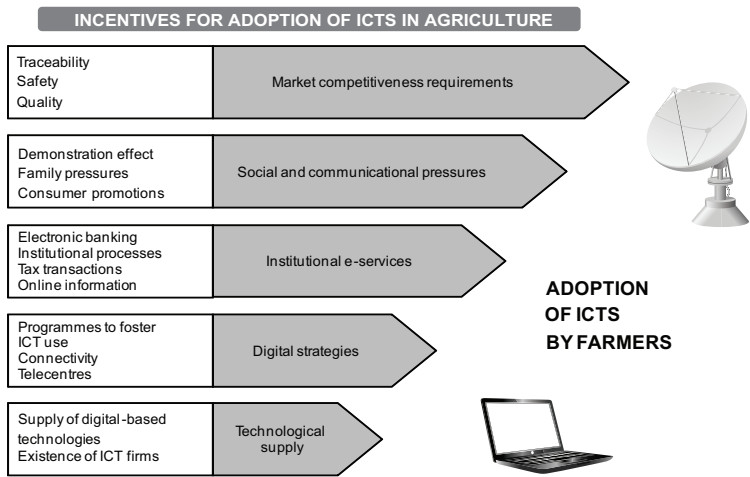 INCENTIVES FOR ADOPTION OF ICTS IN AGRICULTURE
Traceability
Safety
Quality
Market competitiveness requirements
Demonstration effect
Family pressures
Consumer promotions
Social and communicational pressures
Electronic banking
Institutional processes
Tax transactions
Online information
Institutional e-services
Programmes to foster
ICT use
Connectivity
Telecentres
Digital strategies
Supply of digital-based
technologies
Existence of ICT firms
Technological
supply
ADOPTION
OF ICTS
BY FARMERS